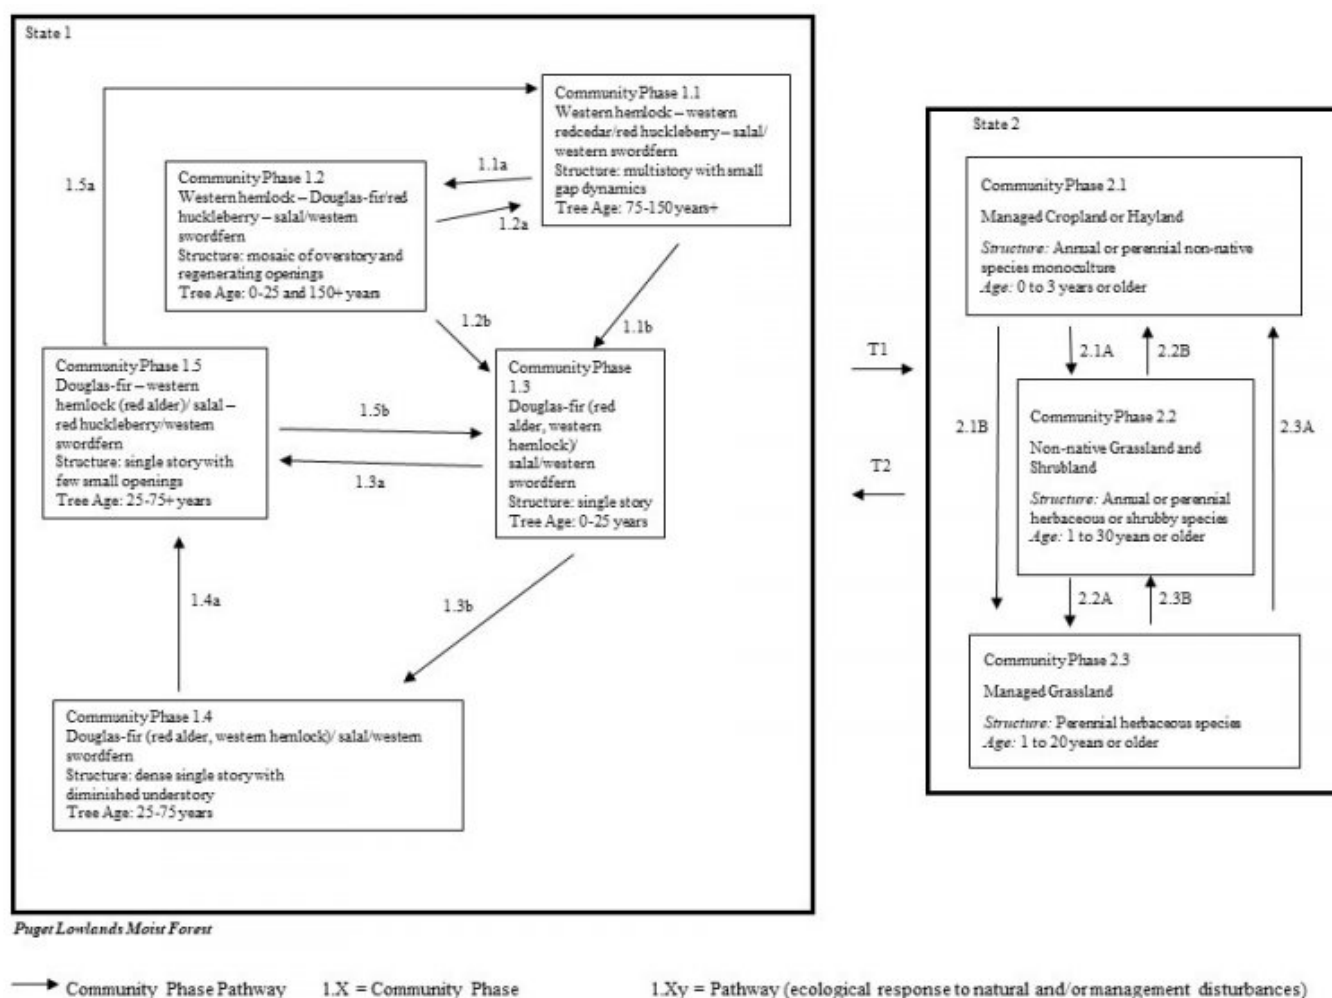 State 1
Community Phase 1.1
Western hemlock – western
redcedar/red huckleberry – salal/
western swordfern
Structure: multistory with small
gap dynamics
Tree Age: 75-150 years+
1.5a
1.1a
1.2a
Community Phase 1.2
Western hemlock – Douglas-fir/red
huckleberry – salal/western
swordfern
Structure: mosaic of overstory and
regenerating openings
Tree Age: 0-25 and 150+ years
1.2b
1.1b
Community Phase 1.5
Douglas-fir – western
hemlock (red alder)/ salal –
red huckleberry/western
swordfern
Structure: single story with
few small openings
Tree Age: 25-75+ years
1.5b
1.3a
Community Phase
1.3
Douglas-fir (red
alder, western
hemlock)/
salal/western
swordfern
Structure: single story
Tree Age: 0-25 years
1.4a
1.3b
Community Phase 1.4
Douglas-fir (red alder, western hemlock)/ salal/western
swordfern
Structure: dense single story with
diminished understory
Tree Age: 25-75 years
T1
T2
State 2
Community Phase 2.1
Managed Cropland or Hayland
Structure: Annual or perennial non-native
species monoculture
Age: 0 to 3 years or older
2.1A
2.2B
2.1B
2.3A
Community Phase 2.2
Non-native Grassland and
Shrubland
Structure: Annual or perennial
herbaceous or shrubby species
Age: 1 to 30 years or older
2.2A
2.3B
Community Phase 2.3
Managed Grassland
Structure: Perennial herbaceous species
Age: 1 to 20 years or older
Puget Lowlands Moist Forest
Community Phase Pathway
1.X = Community Phase
1.Xy = Pathway (ecological response to natural and/or management disturbances)